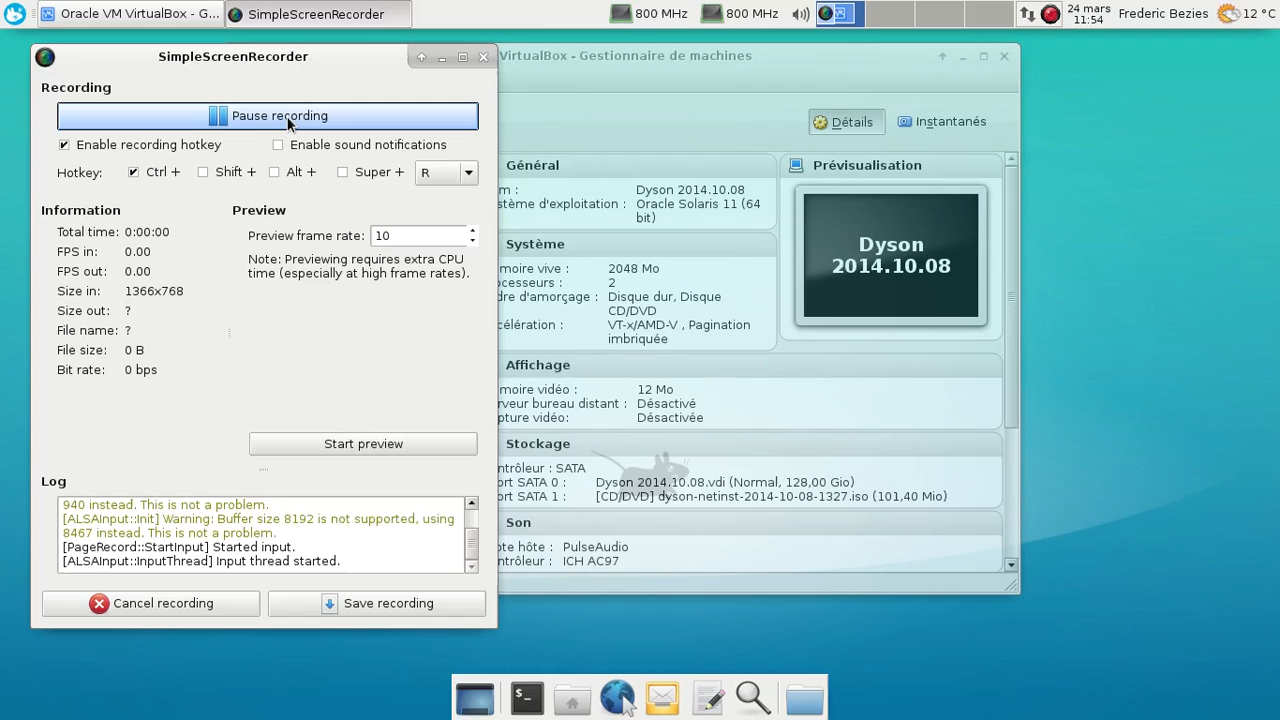 Oracle VM VirtualBox - G...
SimpleScreenRecorder
800 MHz
800 MHz
24 mars
11:54
Frederic Bezies
12 °C
SimpleScreenRecorder
Recording
Pause recording
Enable recording hotkey
Enable sound notifications
Hotkey:
Ctrl +
Shift +
Alt +
Super +
R
Information
Total time: 0:00:00
FPS in: 0.00
FPS out: 0.00
Size in: 1366x768
Size out: ?
File name: ?
File size: 0 B
Bit rate: 0 bps
Preview
Preview frame rate: 10
Note: Previewing requires extra CPU
time (especially at high frame rates).
Start preview
Log
940 instead. This is not a problem.
[ALSAInput::Init] Warning: Buffer size 8192 is not supported, using
8467 instead. This is not a problem.
[PageRecord::StartInput] Started input.
[ALSAInput::InputThread] Input thread started.
Cancel recording
Save recording
VirtualBox - Gestionnaire de machines
Détails
Instantanés
Général
m : Dyson 2014.10.08
stème d'exploitation : Oracle Solaris 11 (64
bit)
Système
moire vive : 2048 Mo
ocesseurs : 2
dre d'amorçage : Disque dur, Disque
CD/DVD
célération : VT-x/AMD-V , Pagination
imbriquée
Prévisualisation
Dyson
2014.10.08
Affichage
moire vidéo : 12 Mo
rveur bureau distant : Désactivé
pture vidéo: Désactivée
Stockage
ntrôleur : SATA
ort SATA 0 : Dyson 2014.10.08.vdi (Normal, 128,00 Gio)
ort SATA 1 : [CD/DVD] dyson-netinst-2014-10-08-1327.iso (101,40 Mio)
Son
ote hôte : PulseAudio
ntrôleur : ICH AC97